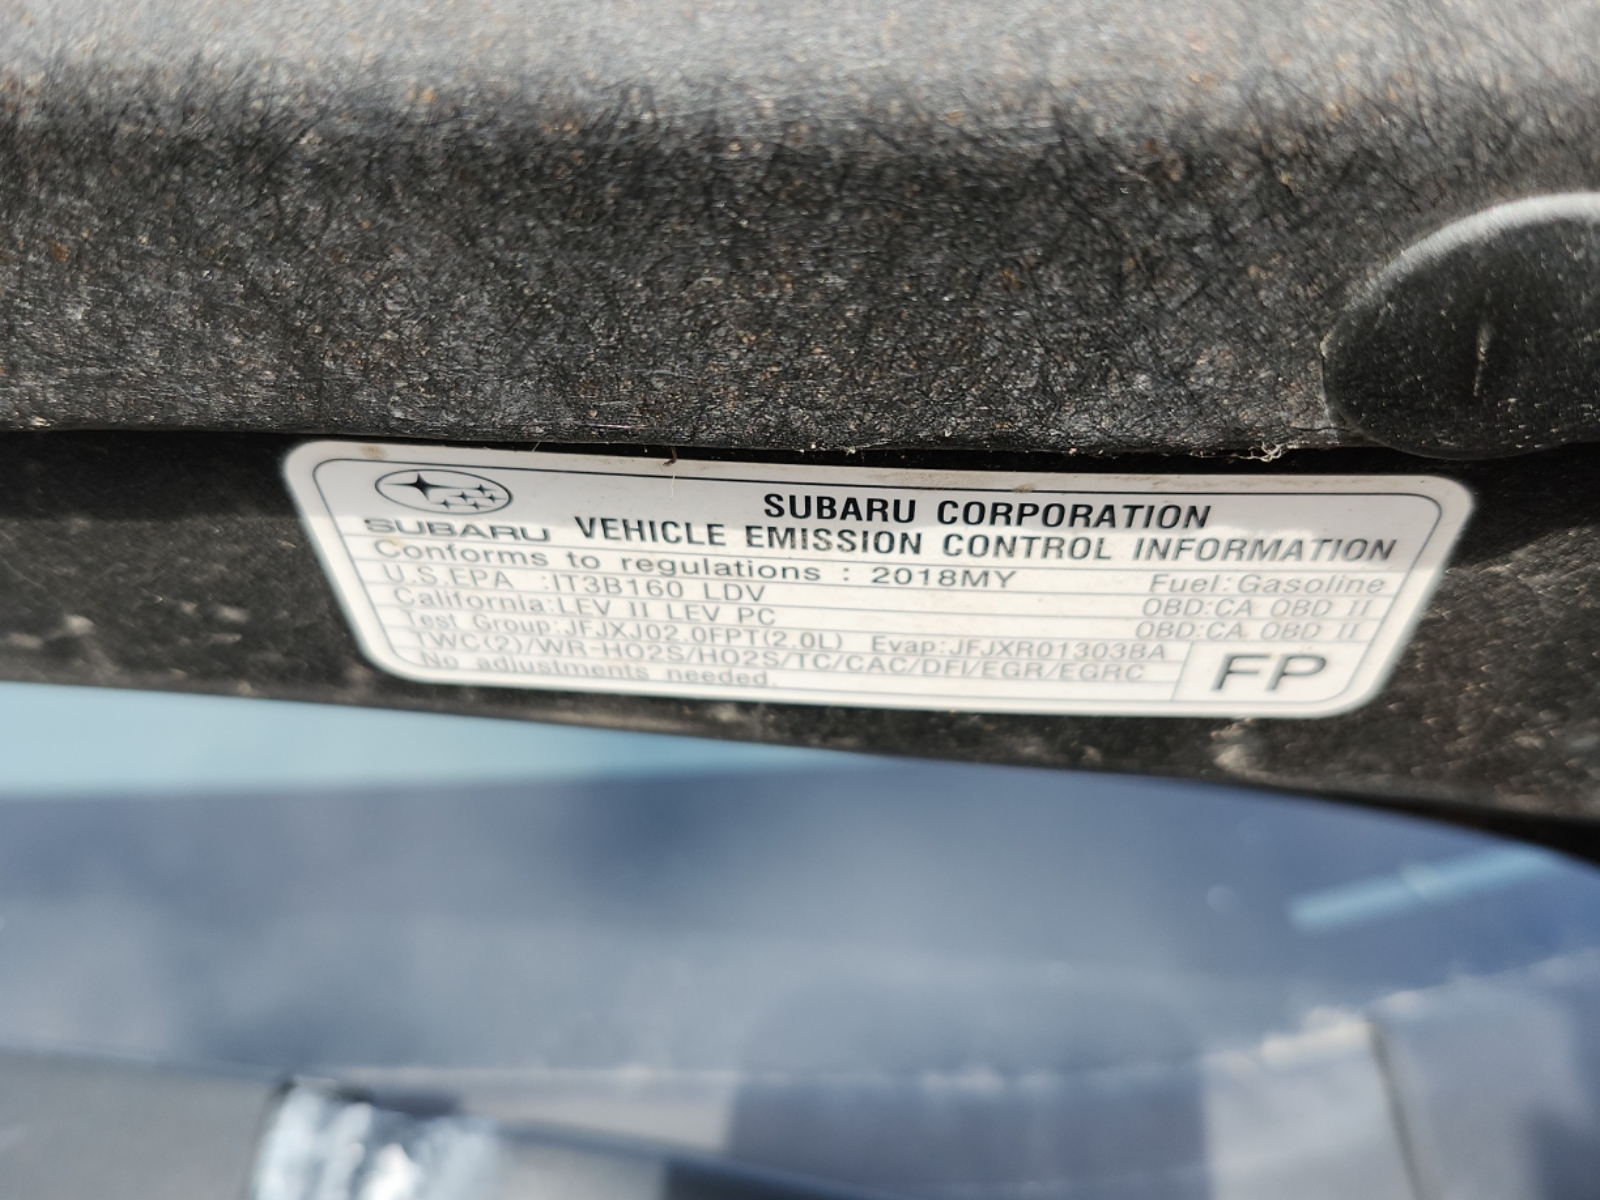 SUBARU CORPORATION
SUBARU VEHICLE EMISSION CONTROL INFORMATION
Conforms to regulations : 2018MY Fuel:Gasoline
U.S.EPA :IT3B160 LDV OBD:CA OBD II
California:LEV II LEV PC OBD:CA OBD II
Test Group:JFJXJ02.0FPT(2.0L) Evap:JFJXR01303BA
TWC(2)/WR-HO2S/HO2S/TC/CAC/DFI/EGR/EGRC FP
No adjustments needed.